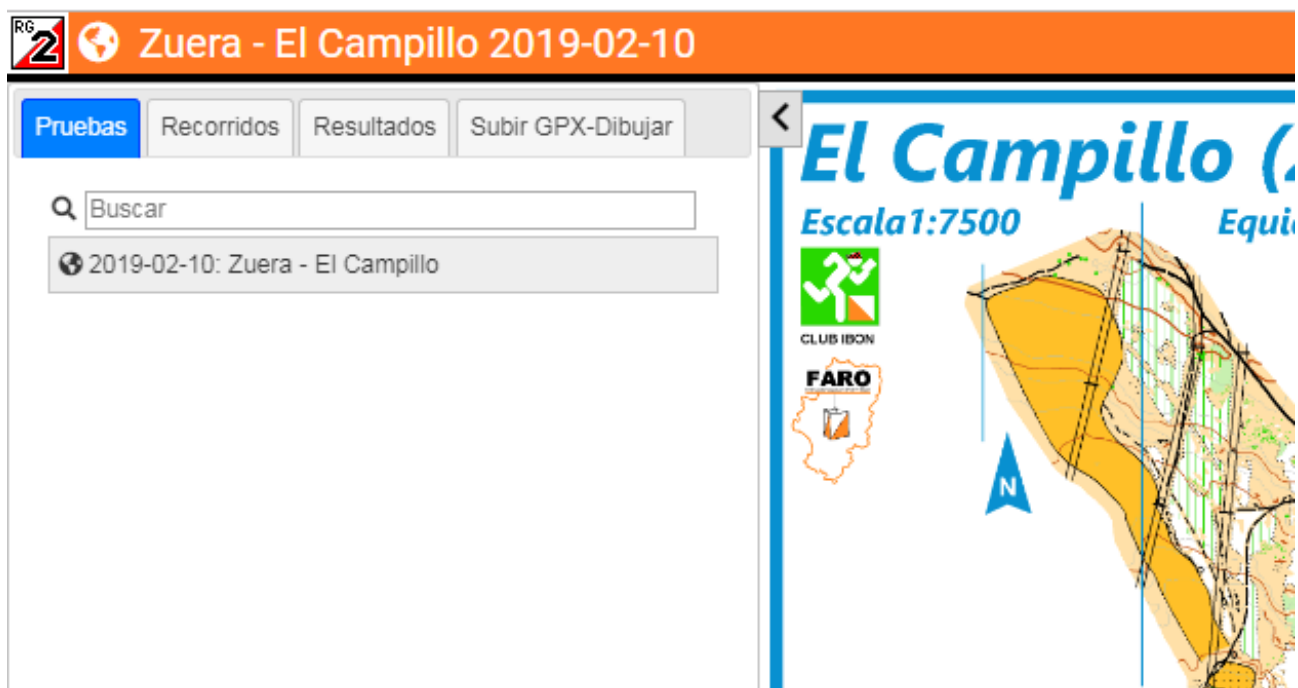 RG
2
Zuera - El Campillo 2019-02-10
Pruebas Recorridos Resultados Subir GPX-Dibujar
Buscar
2019-02-10: Zuera - El Campillo
El Campillo (
Escala1:7500
CLUB IBON
FARO
N